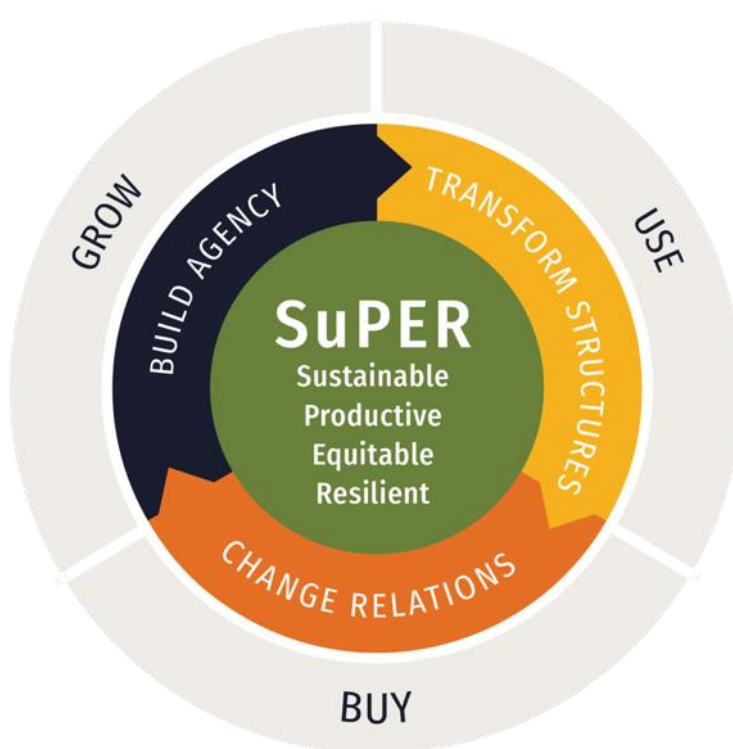 GROW
USE
BUY
BUILD AGENCY
TRANSFORM STRUCTURES
CHANGE RELATIONS
SuPER
Sustainable
Productive
Equitable
Resilient